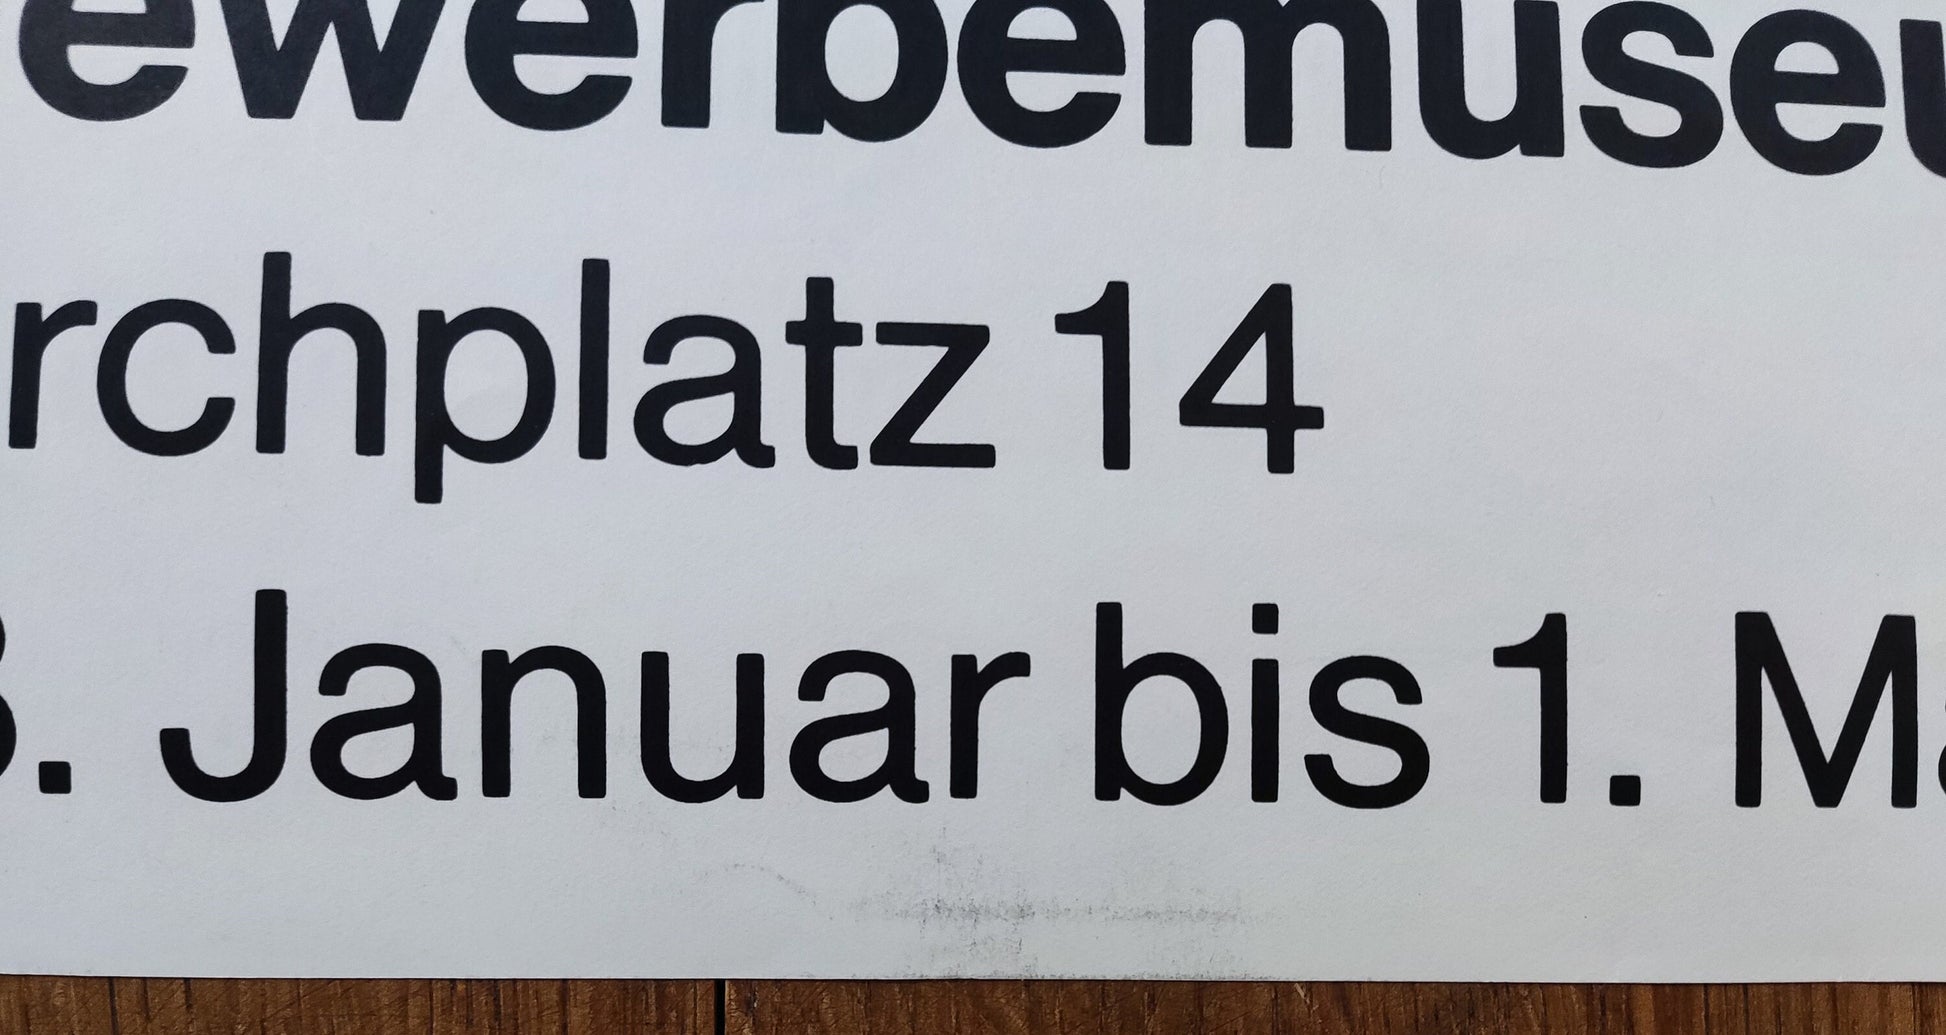 ewerbemuseu
rchplatz 14
. Januar bis 1. M